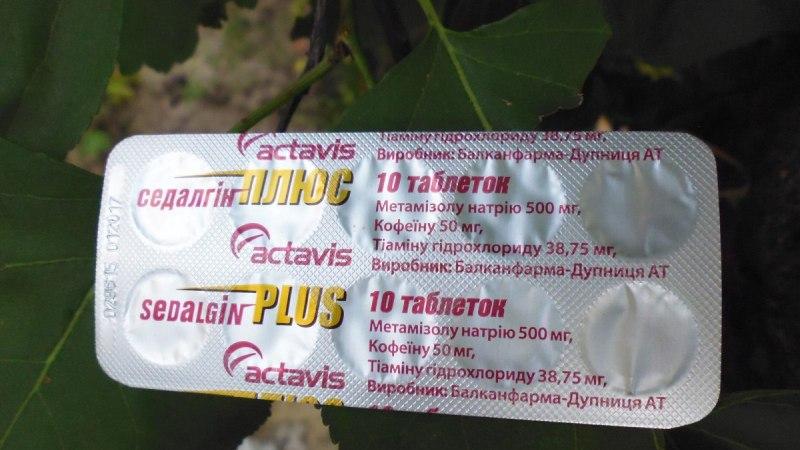 actavis
Тіаміну гідрохлориду 38,75 мг,
Виробник: Балканфарма-Дупниця АТ
седалгін ПЛЮС
10 таблеток
Метамізолу натрію 500 мг,
Кофеїну 50 мг,
actavis
Тіаміну гідрохлориду 38,75 мг,
Виробник: Балканфарма-Дупниця АТ
SEDALGIN PLUS
10 таблеток
Метамізолу натрію 500 мг,
Кофеїну 50 мг,
actavis
Тіаміну гідрохлориду 38,75 мг,
Виробник: Балканфарма-Дупниця АТ
012017